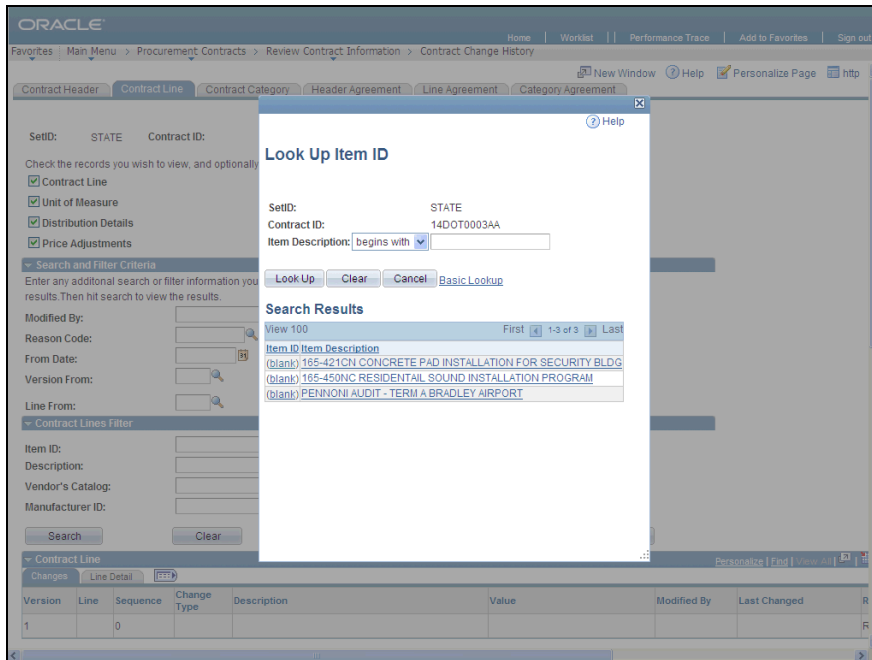 ORACLE
Home | Worklist | | Performance Trace | Add to Favorites | Sign out
Favorites | Main Menu > Procurement Contracts > Review Contract Information > Contract Change History
New Window Help Personalize Page http
Contract Header Contract Line Contract Category Header Agreement Line Agreement Category Agreement
Help
Look Up Item ID
SetID: STATE Contract ID:
Check the records you wish to view, and optionally
Contract Line
Unit of Measure
Distribution Details
Price Adjustments
SetID: STATE
Contract ID: 14DOT0003AA
Item Description: begins with
Look Up Clear Cancel Basic Lookup
Search Results
View 100 First 1-3 of 3 Last
Item ID Item Description
(blank) 165-421CN CONCRETE PAD INSTALLATION FOR SECURITY BLDG
(blank) 165-450NC RESIDENTAIL SOUND INSTALLATION PROGRAM
(blank) PENNONI AUDIT - TERM A BRADLEY AIRPORT
Search and Filter Criteria
Enter any additonal search or filter information you
results.Then hit search to view the results.
Modified By:
Reason Code:
From Date:
31
Version From:
Line From:
Contract Lines Filter
Item ID:
Description:
Vendor's Catalog:
Manufacturer ID:
Search Clear
Contract Line Personalize | Find | View All |
Changes Line Detail
Version Line Sequence Change Type Description Value Modified By Last Changed R
1 0 R